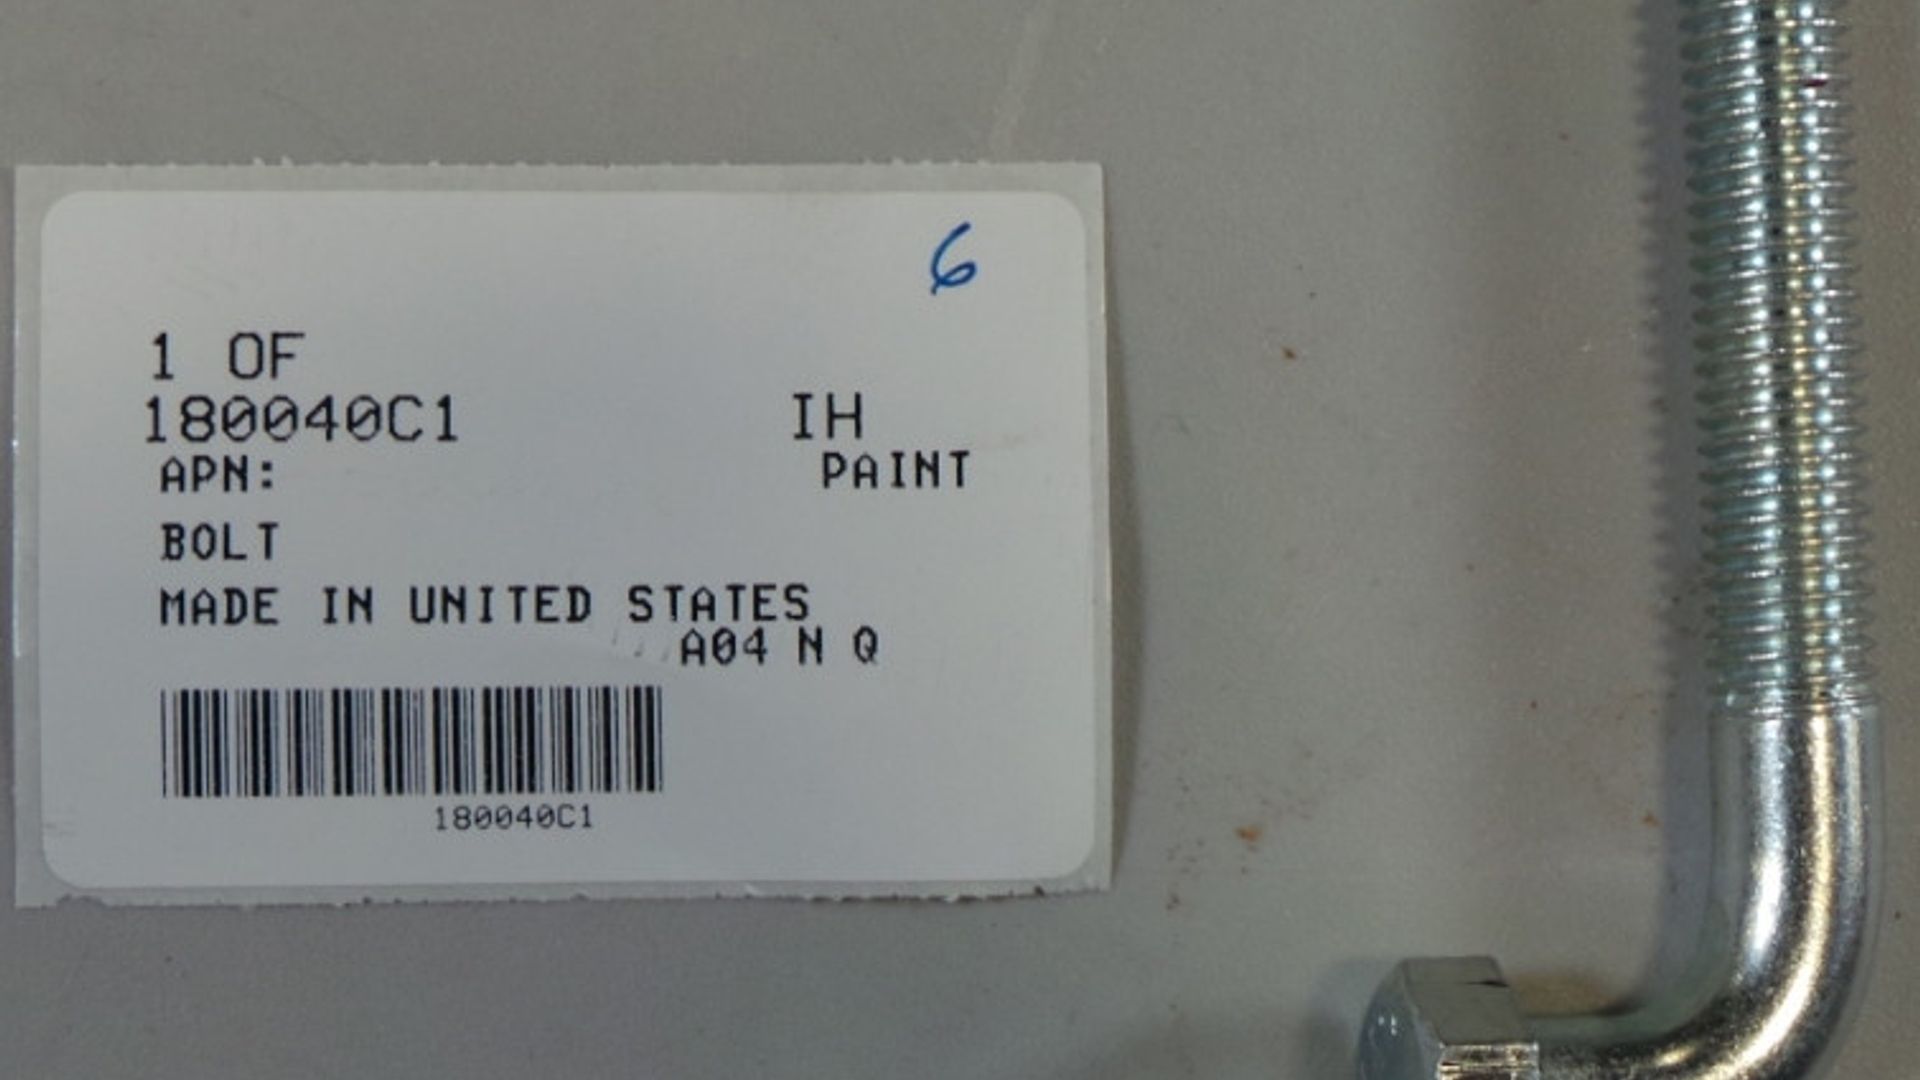 6
1 OF
180040C1 IH
APN: PAINT
BOLT
MADE IN UNITED STATES
A04 N Q
180040C1